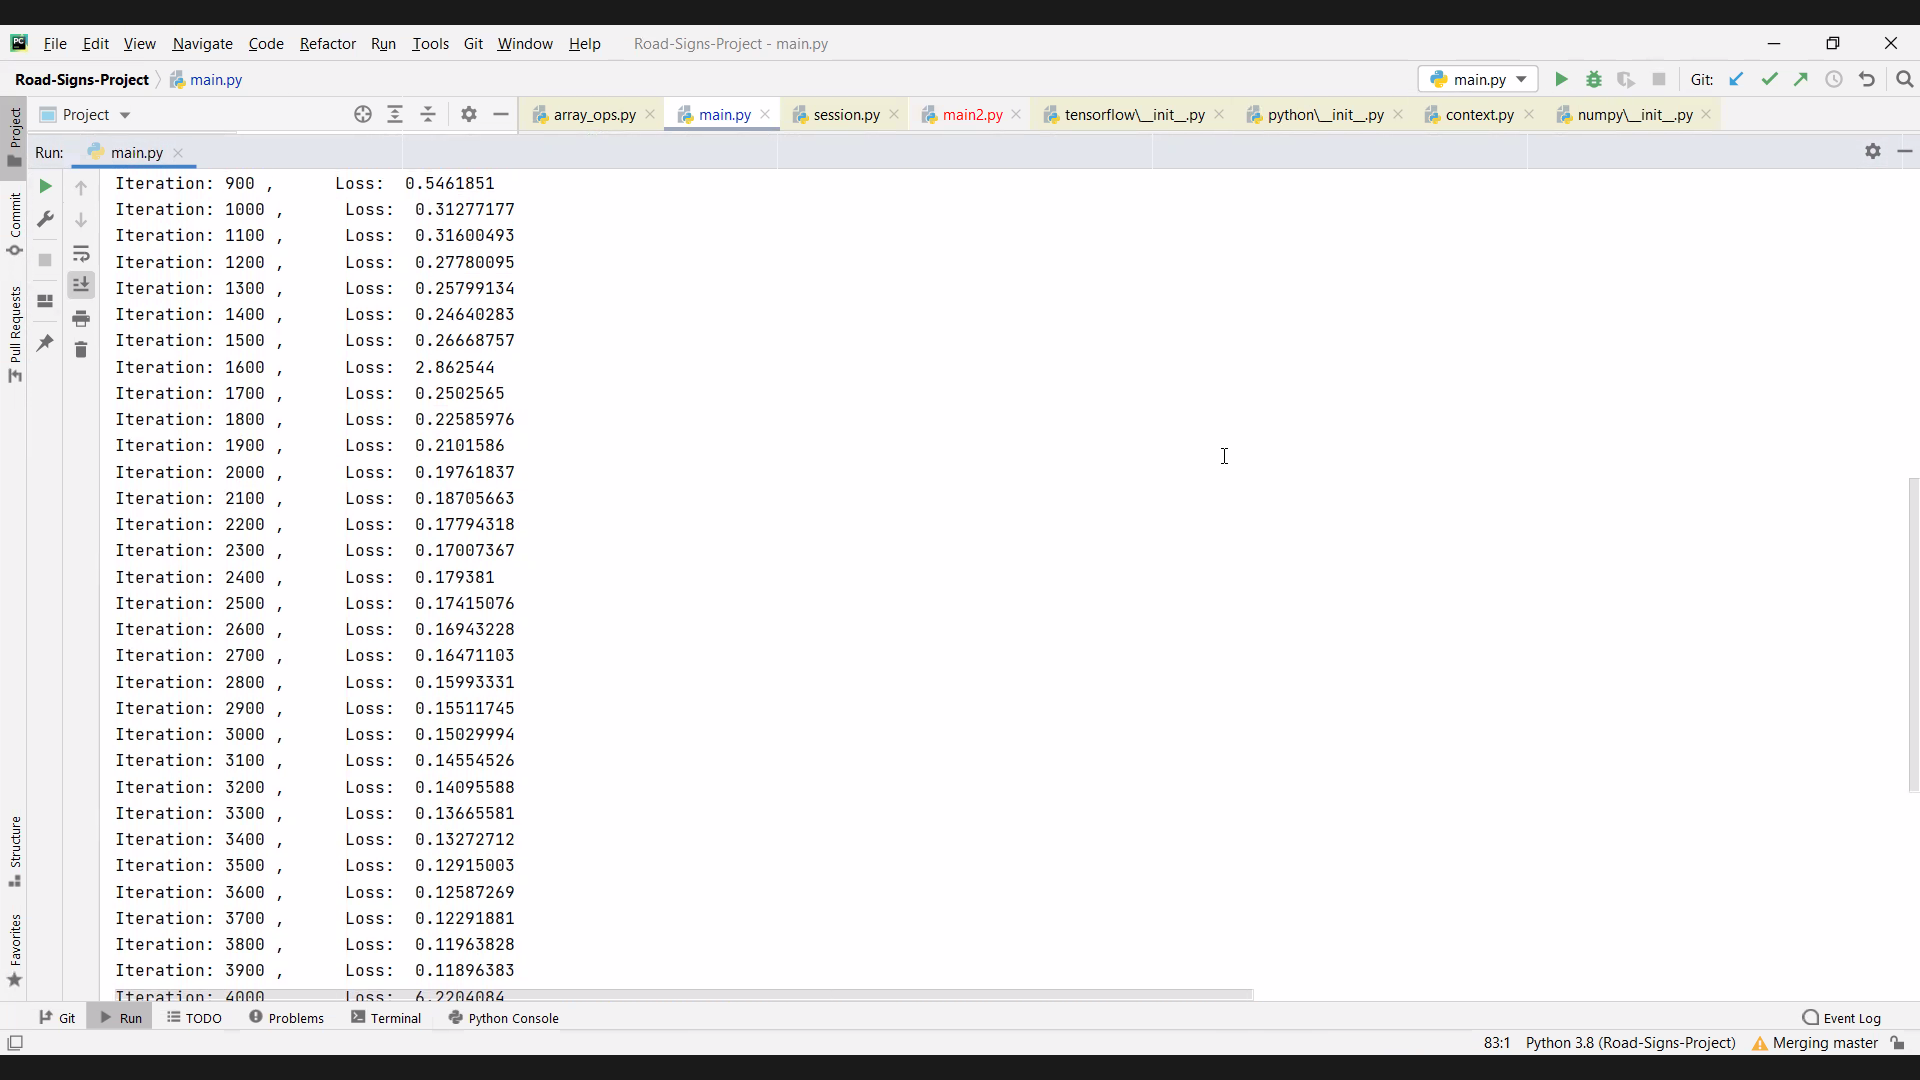 File Edit View Navigate Code Refactor Run Tools Git Window Help Road-Signs-Project - main.py
Road-Signs-Project main.py main.py Git:
Project array_ops.py main.py session.py main2.py tensorflow\__init__.py python\__init__.py context.py numpy\__init__.py
Run: main.py
Iteration: 900 , Loss: 0.5461851
Iteration: 1000 , Loss: 0.31277177
Iteration: 1100 , Loss: 0.31600493
Iteration: 1200 , Loss: 0.27780095
Iteration: 1300 , Loss: 0.25799134
Iteration: 1400 , Loss: 0.24640283
Iteration: 1500 , Loss: 0.26668757
Iteration: 1600 , Loss: 2.862544
Iteration: 1700 , Loss: 0.2502565
Iteration: 1800 , Loss: 0.22585976
Iteration: 1900 , Loss: 0.2101586
Iteration: 2000 , Loss: 0.19761837
Iteration: 2100 , Loss: 0.18705663
Iteration: 2200 , Loss: 0.17794318
Iteration: 2300 , Loss: 0.17007367
Iteration: 2400 , Loss: 0.179381
Iteration: 2500 , Loss: 0.17415076
Iteration: 2600 , Loss: 0.16943228
Iteration: 2700 , Loss: 0.16471103
Iteration: 2800 , Loss: 0.15993331
Iteration: 2900 , Loss: 0.15511745
Iteration: 3000 , Loss: 0.15029994
Iteration: 3100 , Loss: 0.14554526
Iteration: 3200 , Loss: 0.14095588
Iteration: 3300 , Loss: 0.13665581
Iteration: 3400 , Loss: 0.13272712
Iteration: 3500 , Loss: 0.12915003
Iteration: 3600 , Loss: 0.12587269
Iteration: 3700 , Loss: 0.12291881
Iteration: 3800 , Loss: 0.11963828
Iteration: 3900 , Loss: 0.11896383
Iteration: 4000 Loss: 6.2204084
Project
Commit
Pull Requests
Structure
Favorites
Git Run TODO Problems Terminal Python Console Event Log
83:1 Python 3.8 (Road-Signs-Project) Merging master